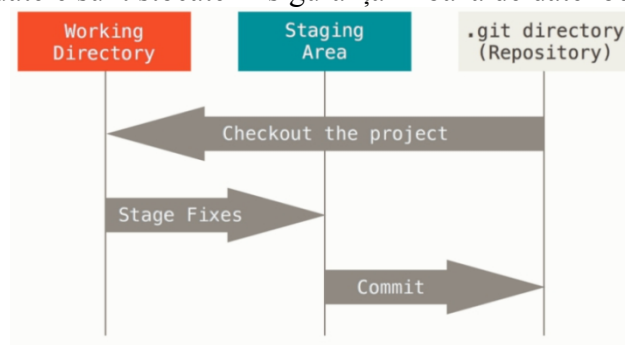 Working
Directory
Staging
Area
.git directory
(Repository)
Checkout the project
Stage Fixes
Commit